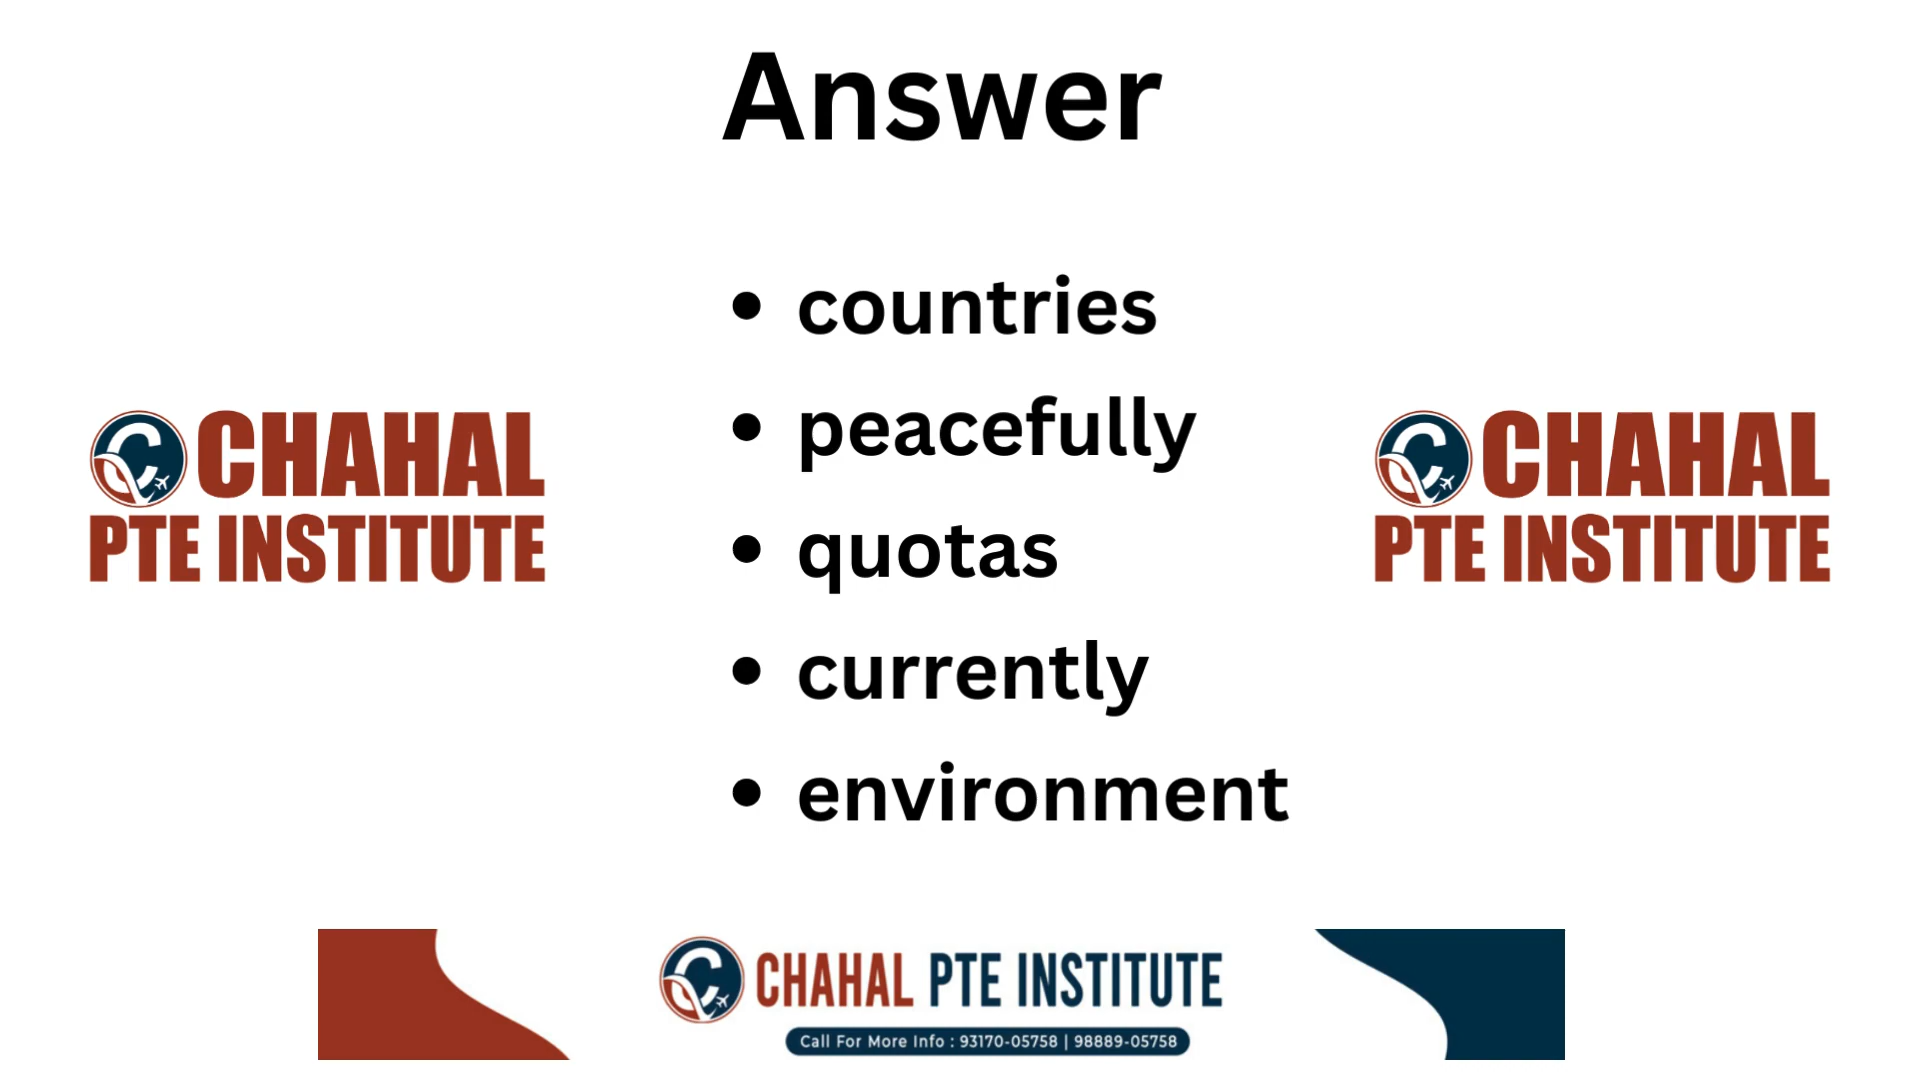 Answer
• countries
• peacefully
• quotas
• currently
• environment
CHAHAL
PTE INSTITUTE
CHAHAL
PTE INSTITUTE
CHAHAL PTE INSTITUTE
Call For More Info : 93170-05758 | 98889-05758